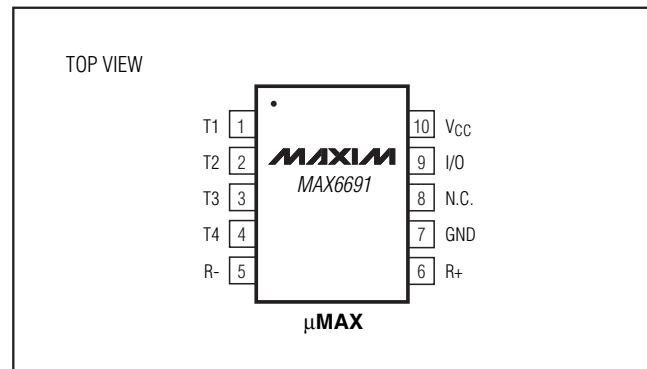 TOP VIEW
T1 1 10 VCC
T2 2 MAXIM 9 I/O
T3 3 MAX6691 8 N.C.
T4 4 7 GND
R- 5 6 R+
μMAX